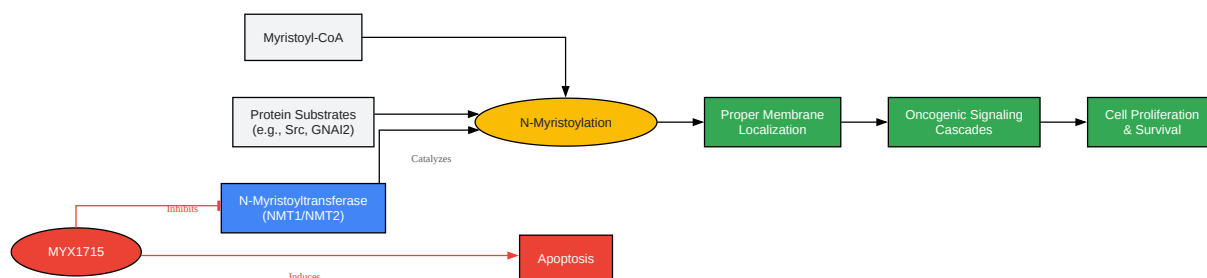 Myristoyl-CoA
Protein Substrates
(e.g., Src, GNAI2)
N-Myristoylation
Proper Membrane
Localization
Oncogenic Signaling
Cascades
Cell Proliferation
& Survival
Catalyzes
N-Myristoyltransferase
(NMT1/NMT2)
Inhibits
MYX1715
Apoptosis
Induces